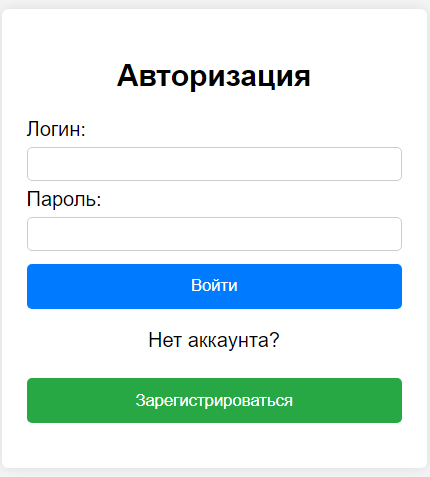 Авторизация
Логин:
Пароль:
Войти
Нет аккаунта?
Зарегистрироваться